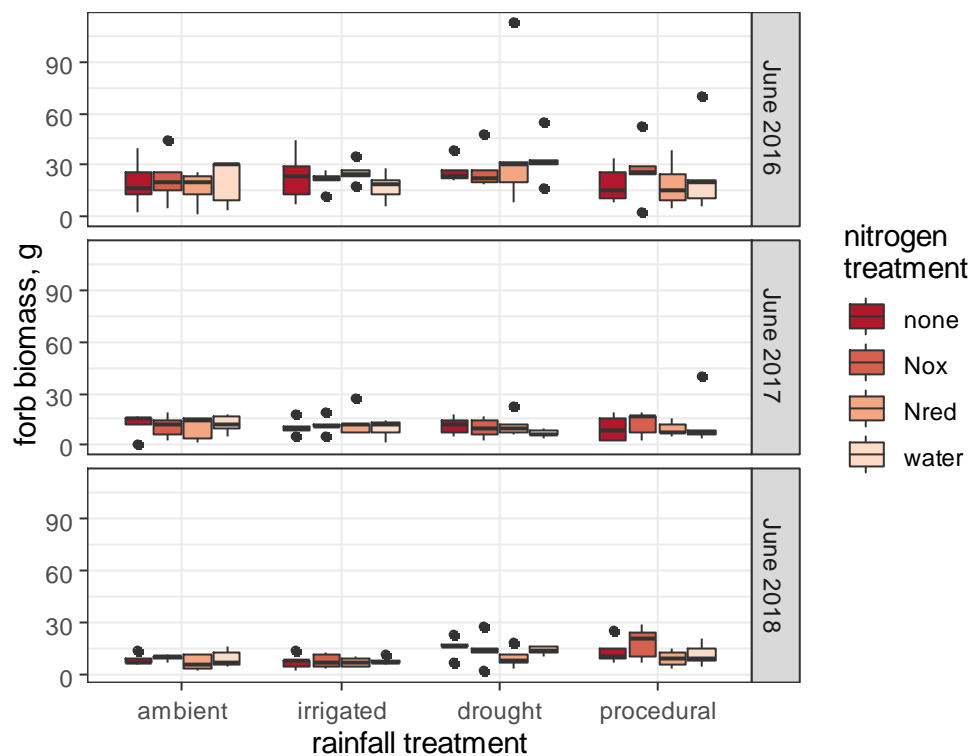 forb biomass, g
90
60
30
0
June 2016
90
60
30
0
June 2017
90
60
30
0
June 2018
ambient
irrigated
drought
procedural
rainfall treatment
nitrogen
treatment
none
Nox
Nred
water